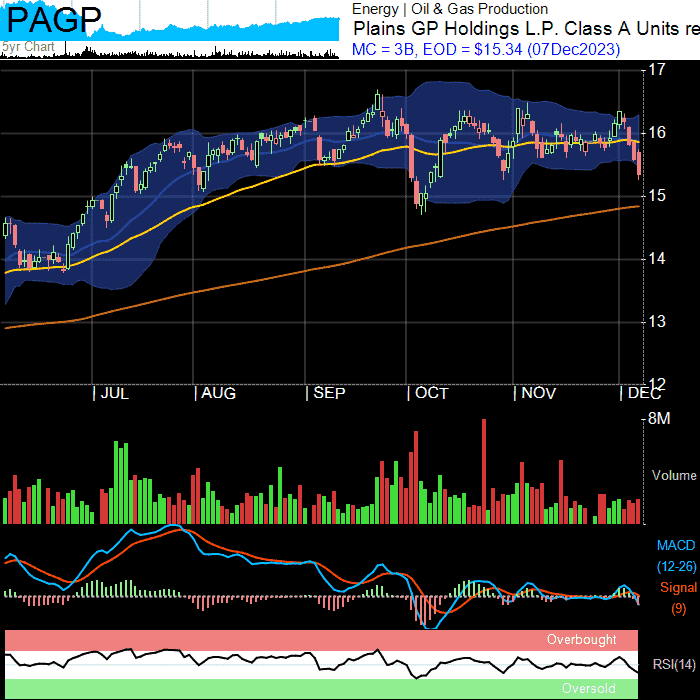 PAGP
5yr Chart
Energy | Oil & Gas Production
Plains GP Holdings L.P. Class A Units re
MC = 3B, EOD = $15.34 (07Dec2023)
17
16
15
14
13
12
| JUL | AUG | SEP | OCT | NOV | DEC
8M
Volume
MACD
(12-26)
Signal
(9)
Overbought
RSI(14)
Oversold